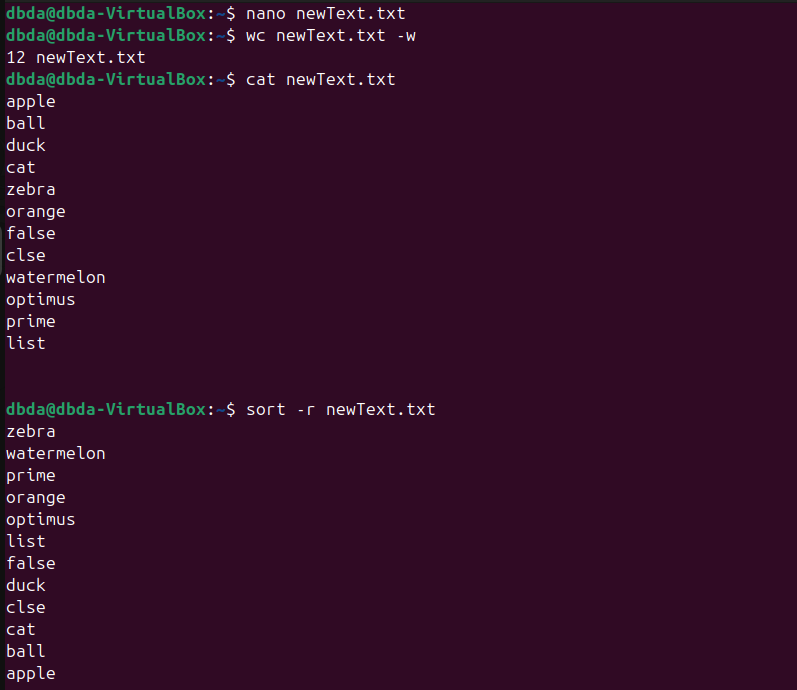 dbda@dbda-VirtualBox:~$ nano newText.txt
dbda@dbda-VirtualBox:~$ wc newText.txt -w
12 newText.txt
dbda@dbda-VirtualBox:~$ cat newText.txt
apple
ball
duck
cat
zebra
orange
false
clse
watermelon
optimus
prime
list
dbda@dbda-VirtualBox:~$ sort -r newText.txt
zebra
watermelon
prime
orange
optimus
list
false
duck
clse
cat
ball
apple